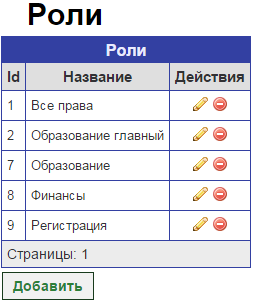 Роли
Роли
Id Название Действия
1 Все права
2 Образование главный
7 Образование
8 Финансы
9 Регистрация
Страницы: 1
Добавить